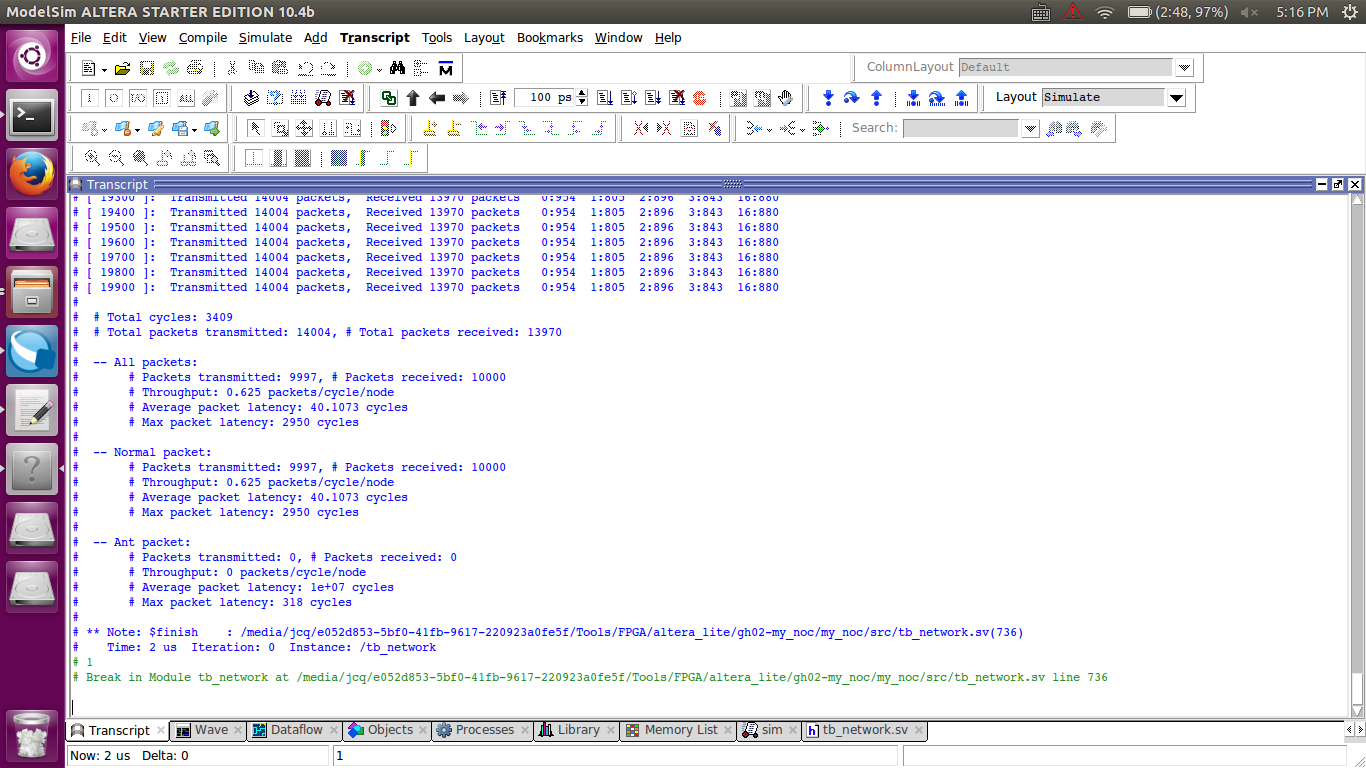 ModelSim ALTERA STARTER EDITION 10.4b
(2:48, 97%) 5:16 PM
File Edit View Compile Simulate Add Transcript Tools Layout Bookmarks Window Help
ColumnLayout Default
100 ps Layout Simulate
Search:
Transcript
# [ 19300 ]: Transmitted 14004 packets, Received 13970 packets 0:954 1:805 2:896 3:843 16:880
# [ 19400 ]: Transmitted 14004 packets, Received 13970 packets 0:954 1:805 2:896 3:843 16:880
# [ 19500 ]: Transmitted 14004 packets, Received 13970 packets 0:954 1:805 2:896 3:843 16:880
# [ 19600 ]: Transmitted 14004 packets, Received 13970 packets 0:954 1:805 2:896 3:843 16:880
# [ 19700 ]: Transmitted 14004 packets, Received 13970 packets 0:954 1:805 2:896 3:843 16:880
# [ 19800 ]: Transmitted 14004 packets, Received 13970 packets 0:954 1:805 2:896 3:843 16:880
# [ 19900 ]: Transmitted 14004 packets, Received 13970 packets 0:954 1:805 2:896 3:843 16:880
#
# # Total cycles: 3409
# # Total packets transmitted: 14004, # Total packets received: 13970
#
# -- All packets:
# # Packets transmitted: 9997, # Packets received: 10000
# # Throughput: 0.625 packets/cycle/node
# # Average packet latency: 40.1073 cycles
# # Max packet latency: 2950 cycles
#
# -- Normal packet:
# # Packets transmitted: 9997, # Packets received: 10000
# # Throughput: 0.625 packets/cycle/node
# # Average packet latency: 40.1073 cycles
# # Max packet latency: 2950 cycles
#
# -- Ant packet:
# # Packets transmitted: 0, # Packets received: 0
# # Throughput: 0 packets/cycle/node
# # Average packet latency: 1e+07 cycles
# # Max packet latency: 318 cycles
#
# ** Note: $finish : /media/jcq/e052d853-5bf0-41fb-9617-220923a0fe5f/Tools/FPGA/altera_lite/gh02-my_noc/my_noc/src/tb_network.sv(736)
# Time: 2 us Iteration: 0 Instance: /tb_network
# 1
# Break in Module tb_network at /media/jcq/e052d853-5bf0-41fb-9617-220923a0fe5f/Tools/FPGA/altera_lite/gh02-my_noc/my_noc/src/tb_network.sv line 736
Transcript Wave Dataflow Objects Processes Library Memory List sim tb_network.sv
Now: 2 us Delta: 0 1